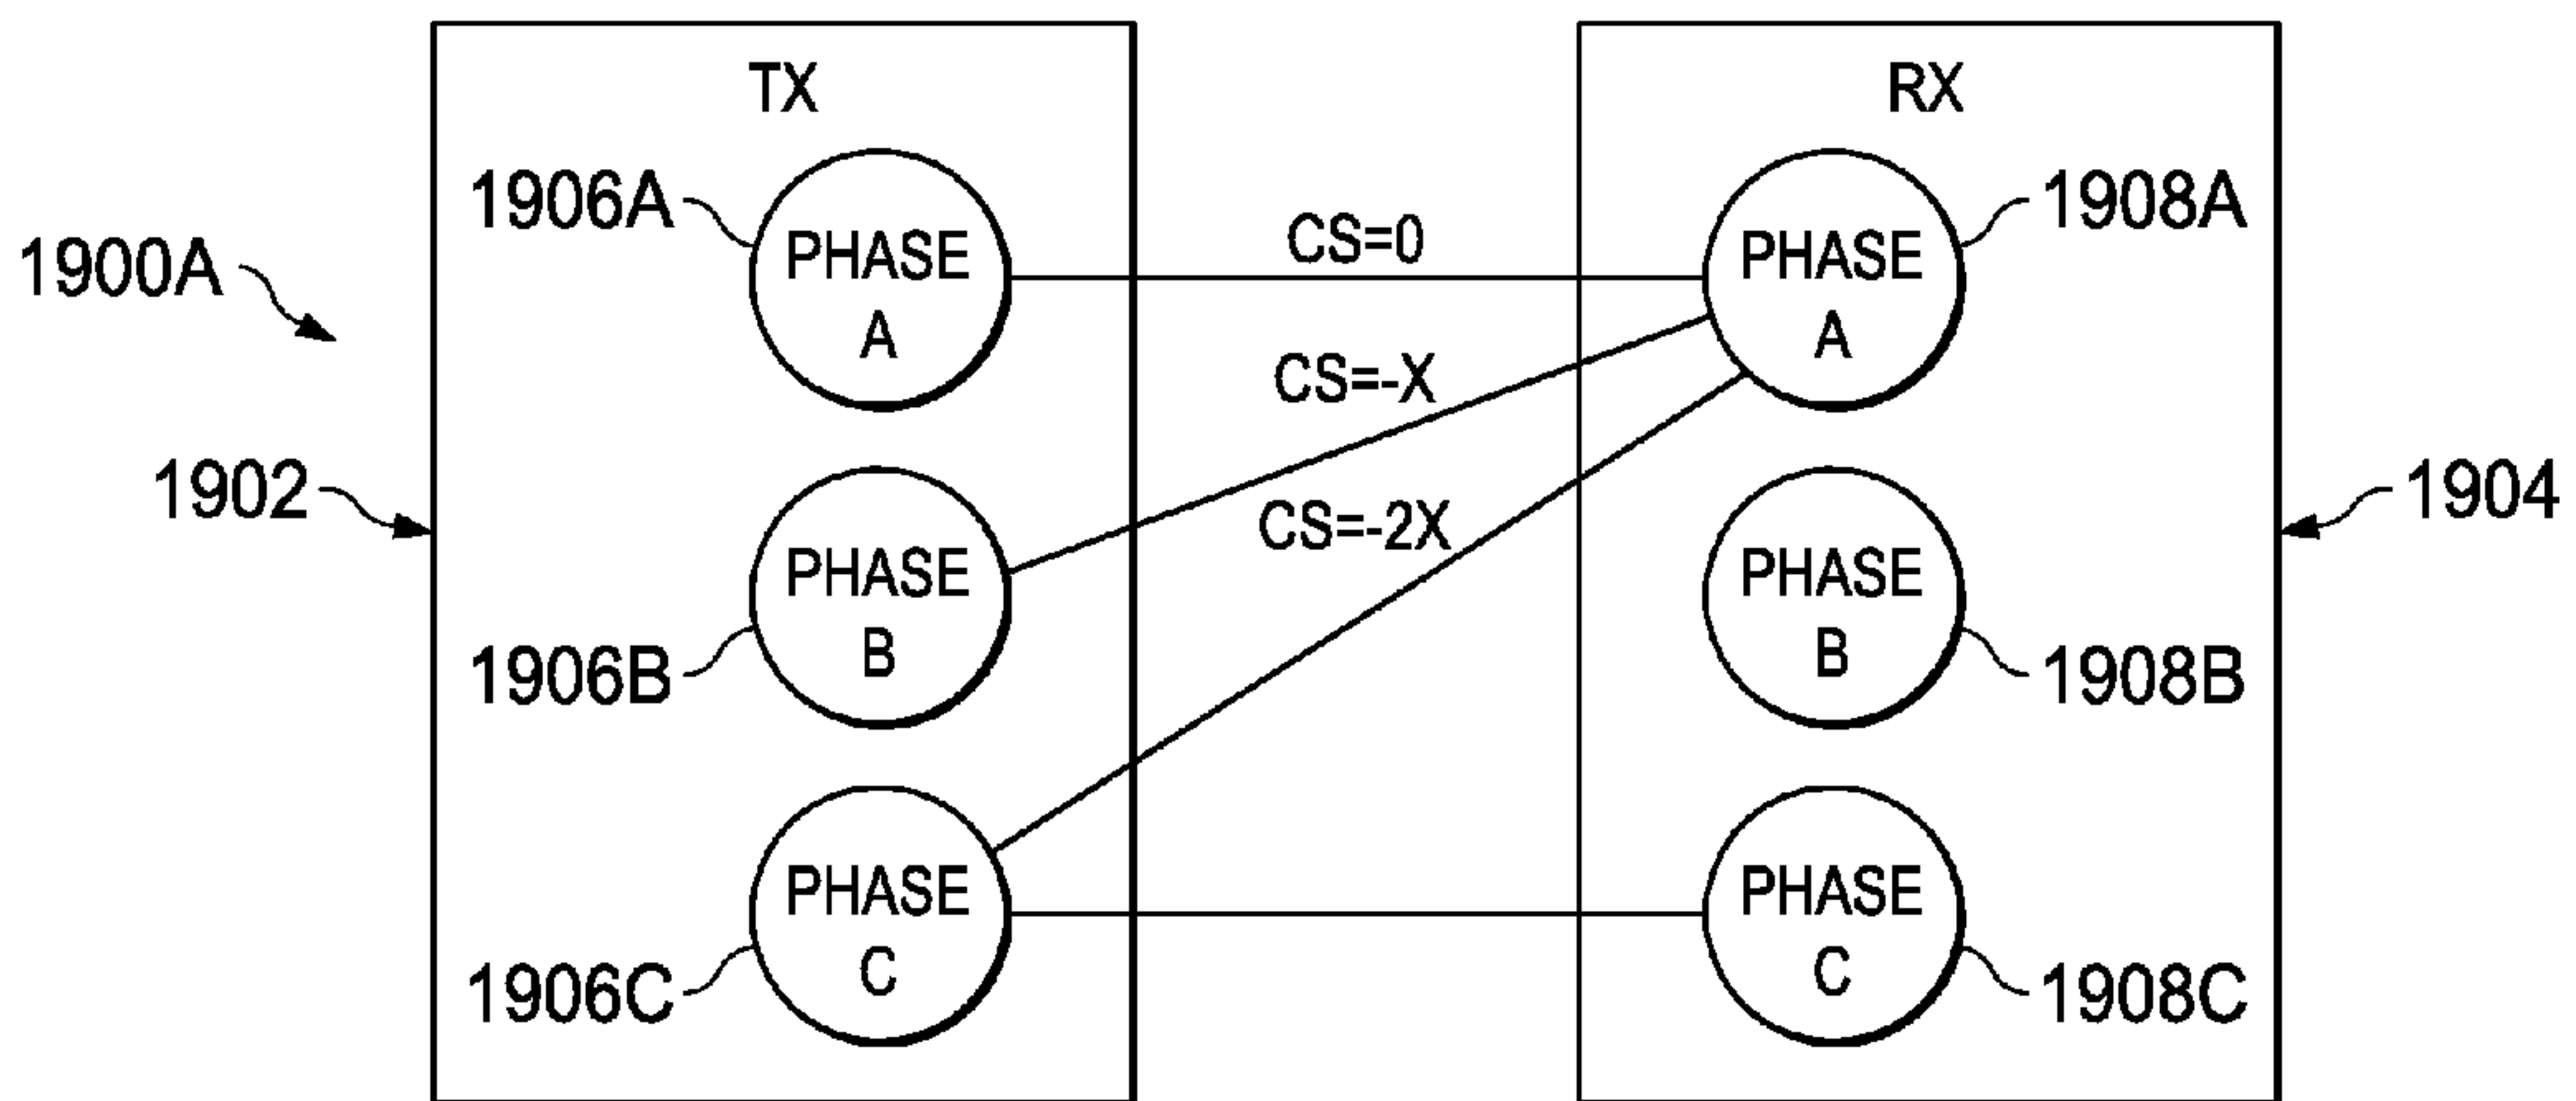 TX
RX
1906A
PHASE
A
CS=0
PHASE
A
1908A
1900A
CS=-X
1902
CS=-2X
1904
PHASE
B
PHASE
B
1906B
1908B
PHASE
C
PHASE
C
1906C
1908C